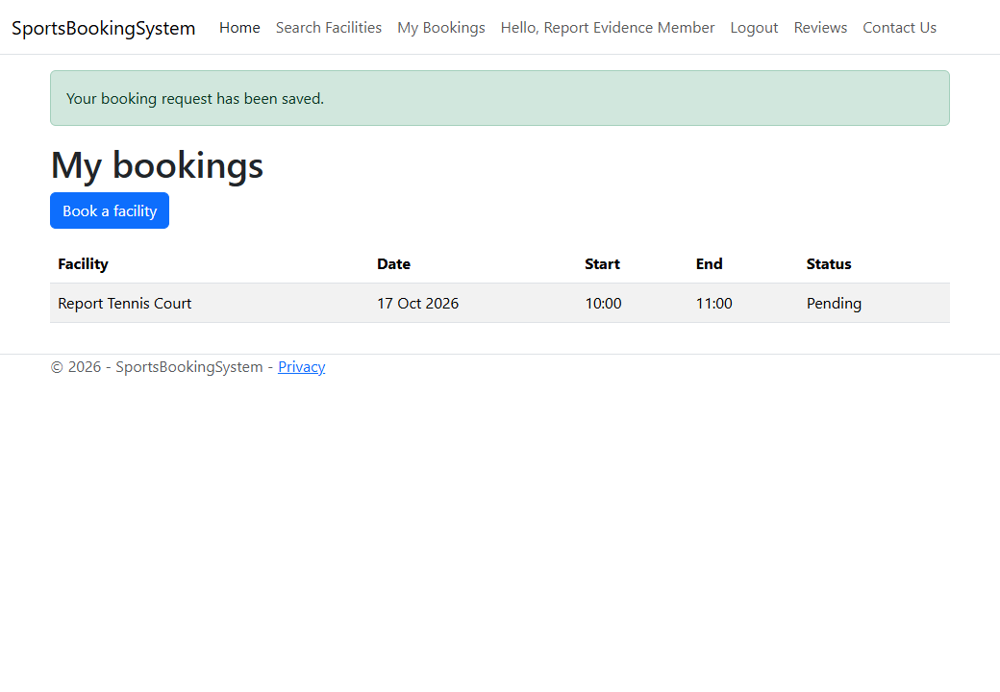 SportsBookingSystem Home Search Facilities My Bookings Hello, Report Evidence Member Logout Reviews Contact Us
Your booking request has been saved.
My bookings
Book a facility
Facility Date Start End Status
Report Tennis Court 17 Oct 2026 10:00 11:00 Pending
© 2026 - SportsBookingSystem - Privacy